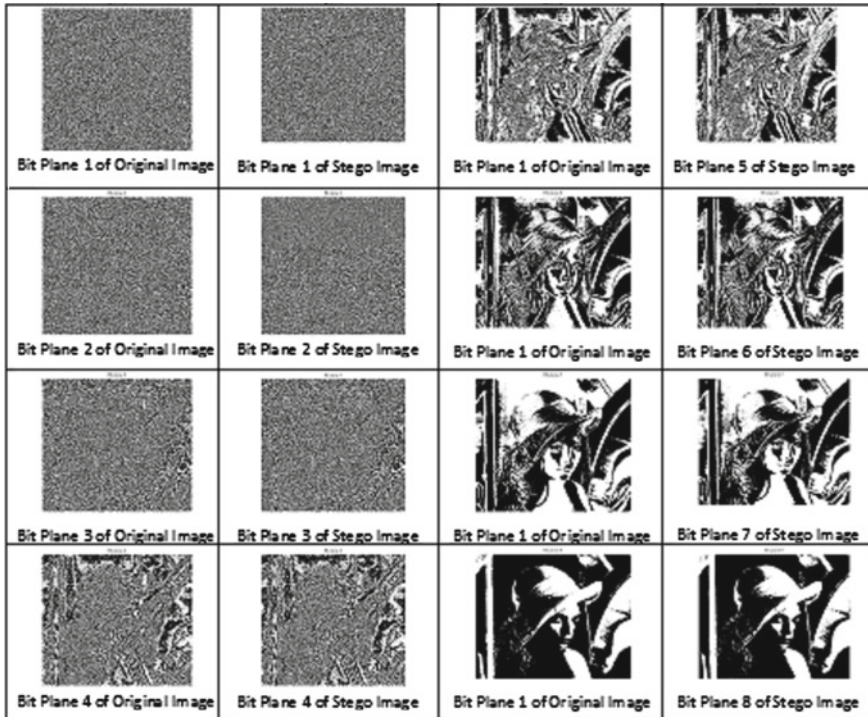 Bit Plane 1 of Original Image
Bit Plane 1 of Stego Image
Bit Plane 1 of Original Image
Bit Plane 5 of Stego Image
Bit Plane 2 of Original Image
Bit Plane 2 of Stego Image
Bit Plane 1 of Original Image
Bit Plane 6 of Stego Image
Bit Plane 3 of Original Image
Bit Plane 3 of Stego Image
Bit Plane 1 of Original Image
Bit Plane 7 of Stego Image
Bit Plane 4 of Original Image
Bit Plane 4 of Stego Image
Bit Plane 1 of Original Image
Bit Plane 8 of Stego Image